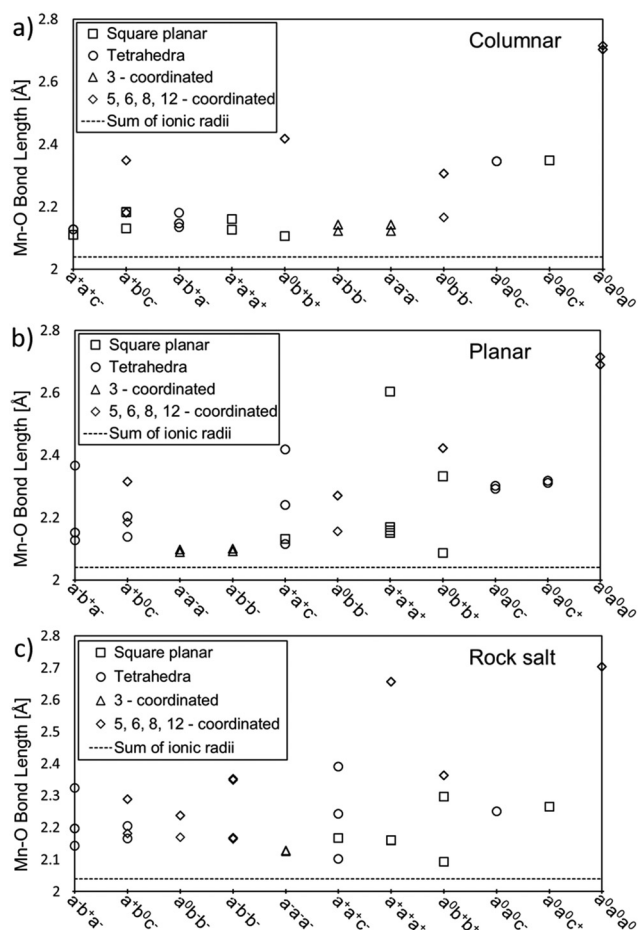 a)
Columnar
Square planar
Tetrahedra
3 - coordinated
5, 6, 8, 12 - coordinated
Sum of ionic radii
Mn-O Bond Length [Å]
2.8
2.6
2.4
2.2
2
a⁺a⁺c⁻ a⁺b⁰c⁻ a⁻b⁺a⁻ a⁺a⁺a⁺ a⁰b⁺b⁺ a⁻b⁻b⁻ a⁻a⁻a⁻ a⁰b⁻b⁻ a⁰a⁰c⁻ a⁰a⁰c⁺ a⁰a⁰a⁰
b)
Planar
Square planar
Tetrahedra
3 - coordinated
5, 6, 8, 12 - coordinated
Sum of ionic radii
Mn-O Bond Length [Å]
2.8
2.6
2.4
2.2
2
a⁻b⁺a⁻ a⁺b⁰c⁻ a⁻a⁻a⁻ a⁻b⁻b⁻ a⁺a⁺c⁻ a⁰b⁻b⁻ a⁺a⁺a⁺ a⁰b⁺b⁺ a⁰a⁰c⁻ a⁰a⁰c⁺ a⁰a⁰a⁰
c)
Rock salt
Square planar
Tetrahedra
3 - coordinated
5, 6, 8, 12 - coordinated
Sum of ionic radii
Mn-O Bond Length [Å]
2.8
2.7
2.6
2.5
2.4
2.3
2.2
2.1
2
a⁻b⁺a⁻ a⁺b⁰c⁻ a⁰b⁻b⁻ a⁻b⁻b⁻ a⁻a⁻a⁻ a⁺a⁺c⁻ a⁺a⁺a⁺ a⁰b⁺b⁺ a⁰a⁰c⁻ a⁰a⁰c⁺ a⁰a⁰a⁰